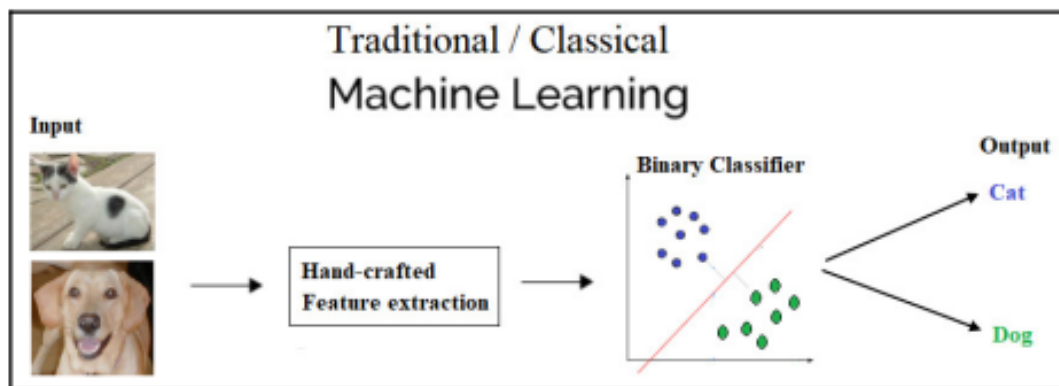 Traditional / Classical
Machine Learning
Input
Hand-crafted
Feature extraction
Binary Classifier
Output
Cat
Dog